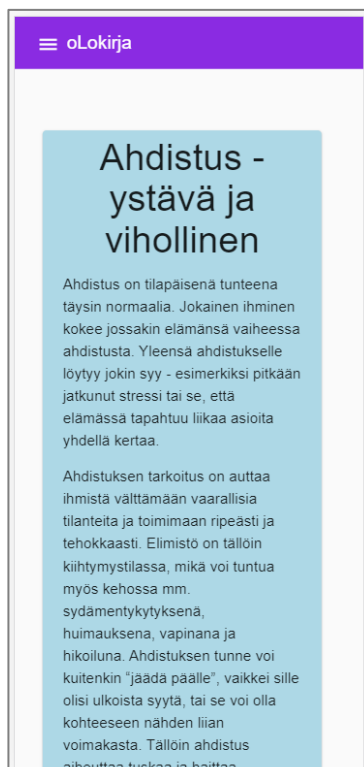 oLokirja
Ahdistus -
ystävä ja
vihollinen
Ahdistus on tilapäisenä tunteena
täysin normaalia. Jokainen ihminen
kokee jossakin elämänsä vaiheessa
ahdistusta. Yleensä ahdistukselle
löytyy jokin syy - esimerkiksi pitkään
jatkunut stressi tai se, että
elämässä tapahtuu liikaa asioita
yhdellä kertaa.
Ahdistuksen tarkoitus on auttaa
ihmistä välttämään vaarallisia
tilanteita ja toimimaan ripeästi ja
tehokkaasti. Elimistö on tällöin
kiihtymystilassa, mikä voi tuntua
myös kehossa mm.
sydämentykytyksenä,
huimauksena, vapinana ja
hikoiluna. Ahdistuksen tunne voi
kuitenkin “jäädä päälle”, vaikkei sille
olisi ulkoista syytä, tai se voi olla
kohteeseen nähden liian
voimakasta. Tällöin ahdistus
aiheuttaa tuskaa ja haittaa